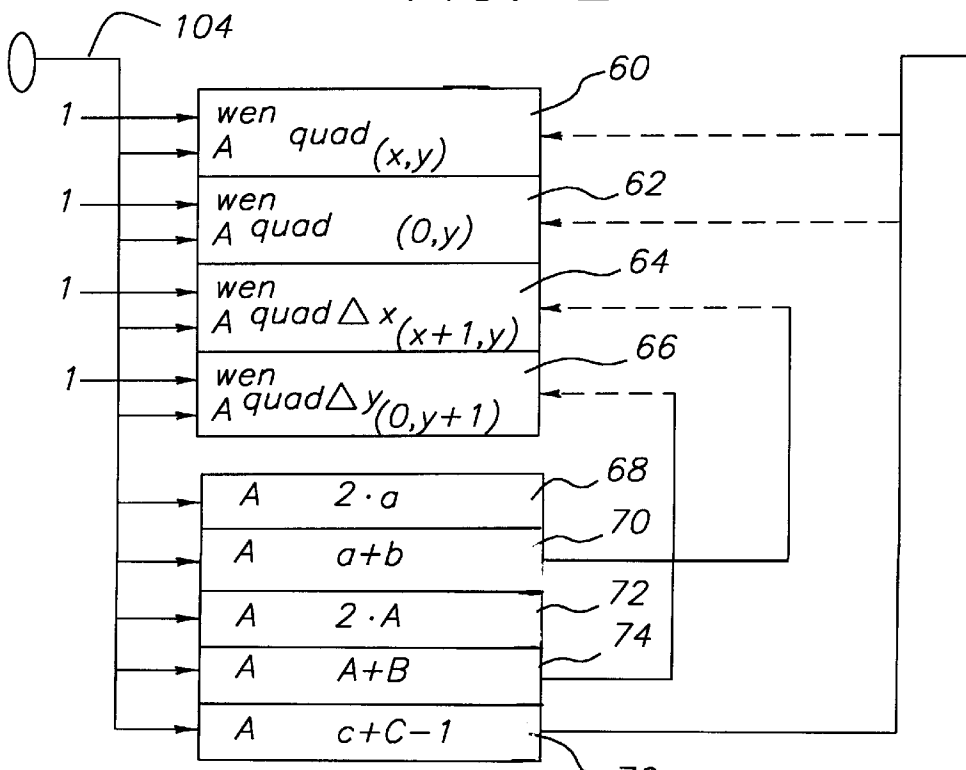 104
60
1 wen
A quad (x,y)
62
1 wen
A quad (0,y)
64
1 wen
A quad△x (x+1,y)
66
1 wen
A quad△y (0,y+1)
68
A 2·a
70
A a+b
72
A 2·A
74
A A+B
A c+C-1